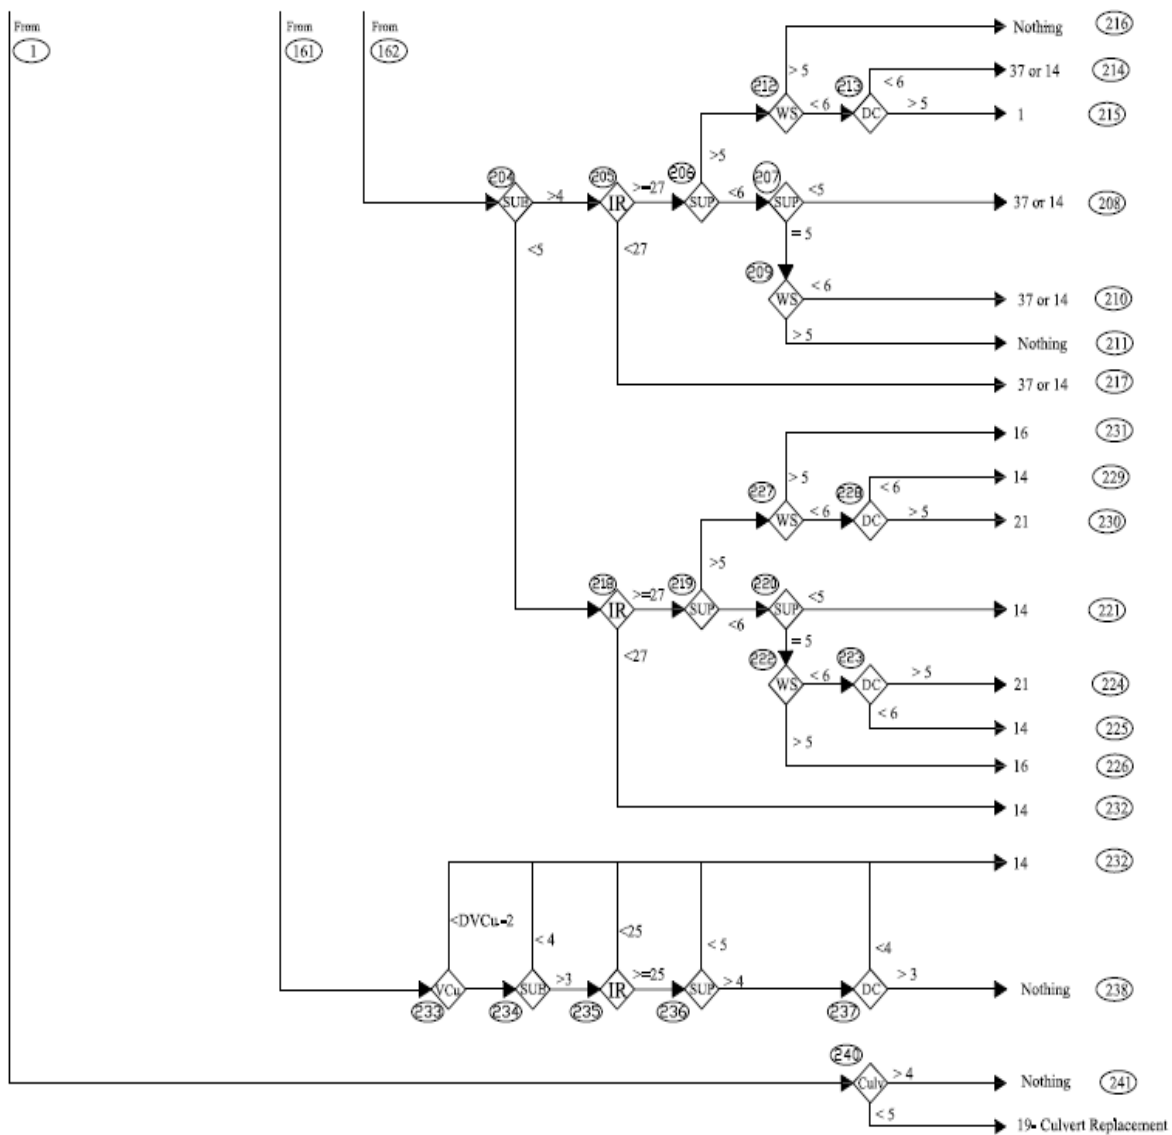 From From From
1 161 162
Nothing 216
> 5
< 6 37 or 14 214
212 213
WS < 6 DC > 5 1 215
>5
204 205 206 207
SUB >4 IR >=27 SUP <6 SUP <5 37 or 14 208
<5 <27 = 5
209
WS < 6 37 or 14 210
> 5 Nothing 211
37 or 14 217
16 231
> 5
< 6 14 229
227 228
WS < 6 DC > 5 21 230
>5
218 219 220
IR >=27 SUP <6 SUP <5 14 221
<27 = 5
222 223
WS < 6 DC > 5 21 224
< 6 14 225
> 5 16 226
14 232
14 232
<DVCu-2 < 4 <25 < 5 <4
VCu SUB >3 IR >=25 SUP > 4 DC > 3 Nothing 238
233 234 235 236 237
240
Culv > 4 Nothing 241
< 5 19- Culvert Replacement